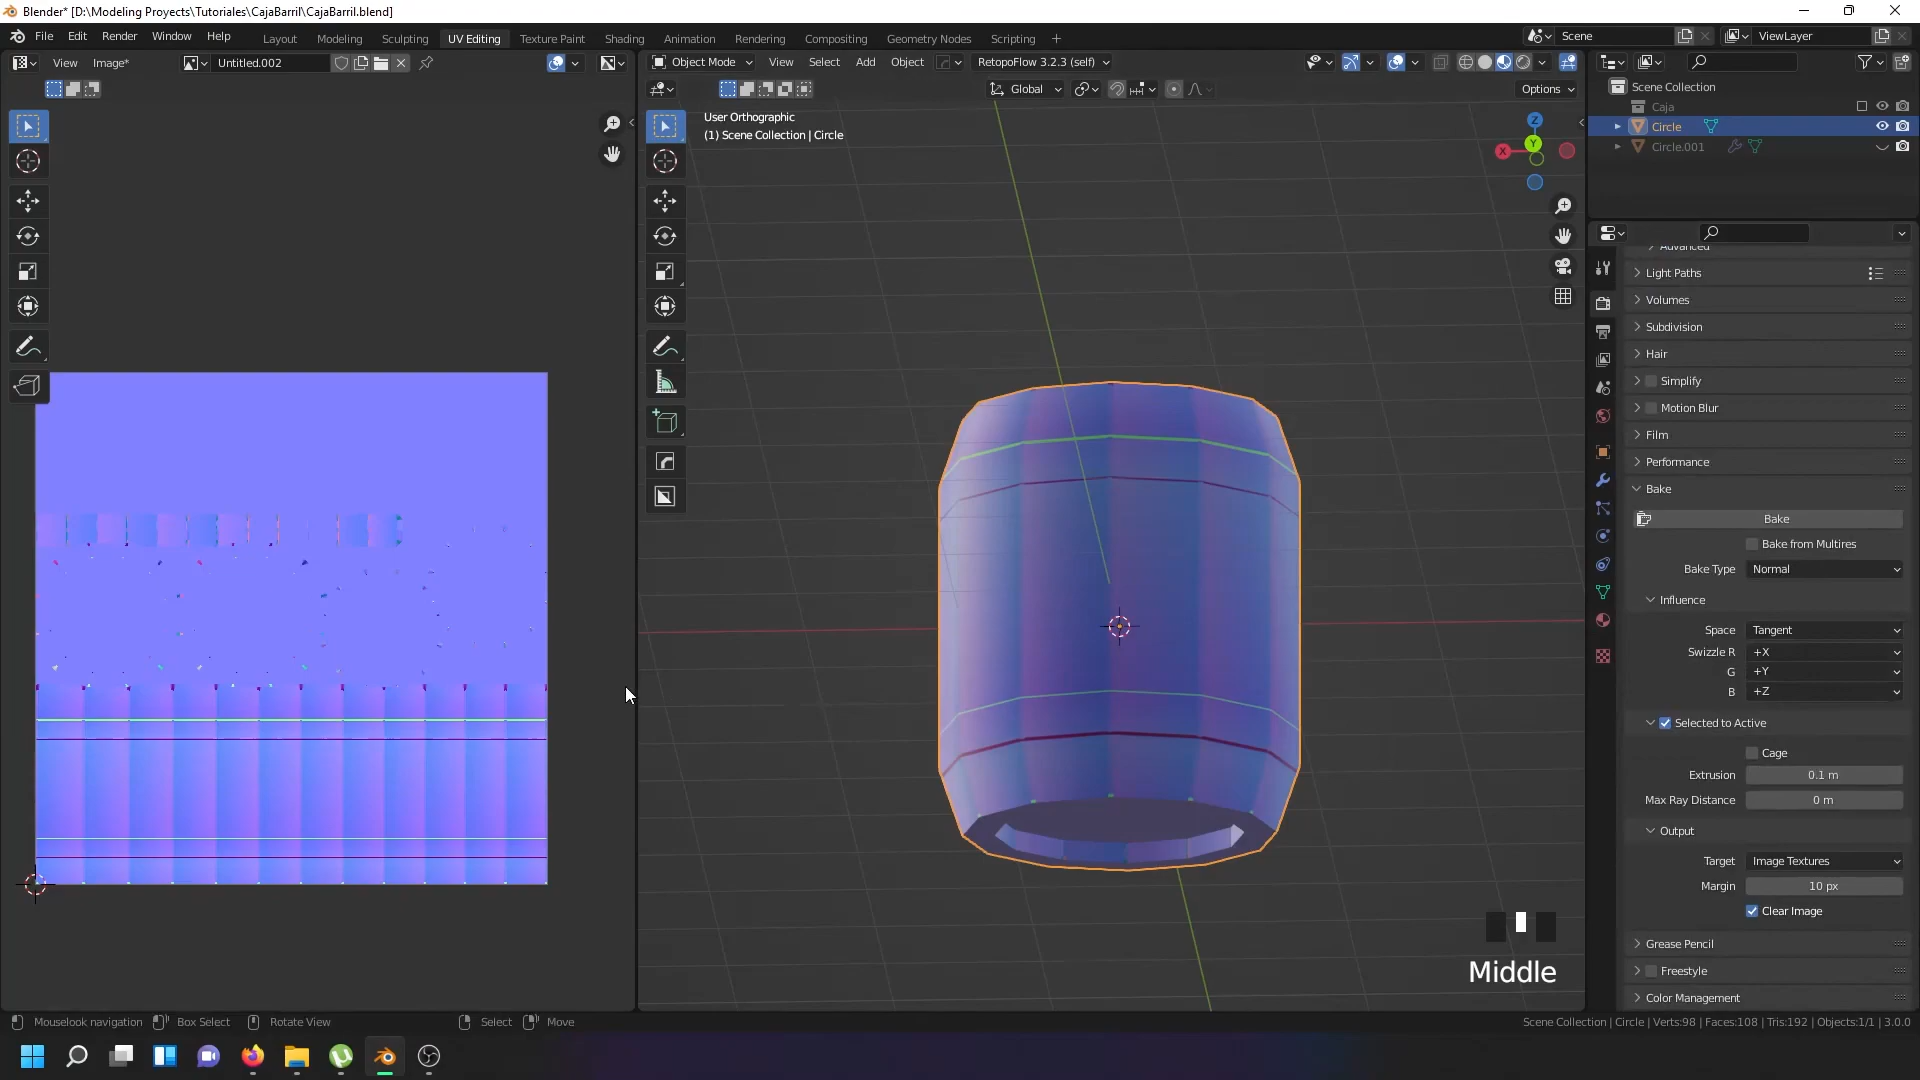 Blender* [D:\Modeling Proyects\Tutoriales\CajaBarril\CajaBarril.blend]
File Edit Render Window Help Layout Modeling Sculpting UV Editing Texture Paint Shading Animation Rendering Compositing Geometry Nodes Scripting + Scene ViewLayer
View Image* Untitled.002 Object Mode View Select Add Object RetopoFlow 3.2.3 (self)
Global Options
User Orthographic
(1) Scene Collection | Circle
Z
Y
X
Scene Collection
Caja
Circle
Circle.001
Advanced
Light Paths
Volumes
Subdivision
Hair
Simplify
Motion Blur
Film
Performance
Bake
Bake
Bake from Multires
Bake Type Normal
Influence
Space Tangent
Swizzle R +X
G +Y
B +Z
Selected to Active
Cage
Extrusion 0.1 m
Max Ray Distance 0 m
Output
Target Image Textures
Margin 10 px
Clear Image
Grease Pencil
Freestyle
Color Management
Middle
Mouselook navigation Box Select Rotate View Select Move Scene Collection | Circle | Verts:98 | Faces:108 | Tris:192 | Objects:1/1 | 3.0.0